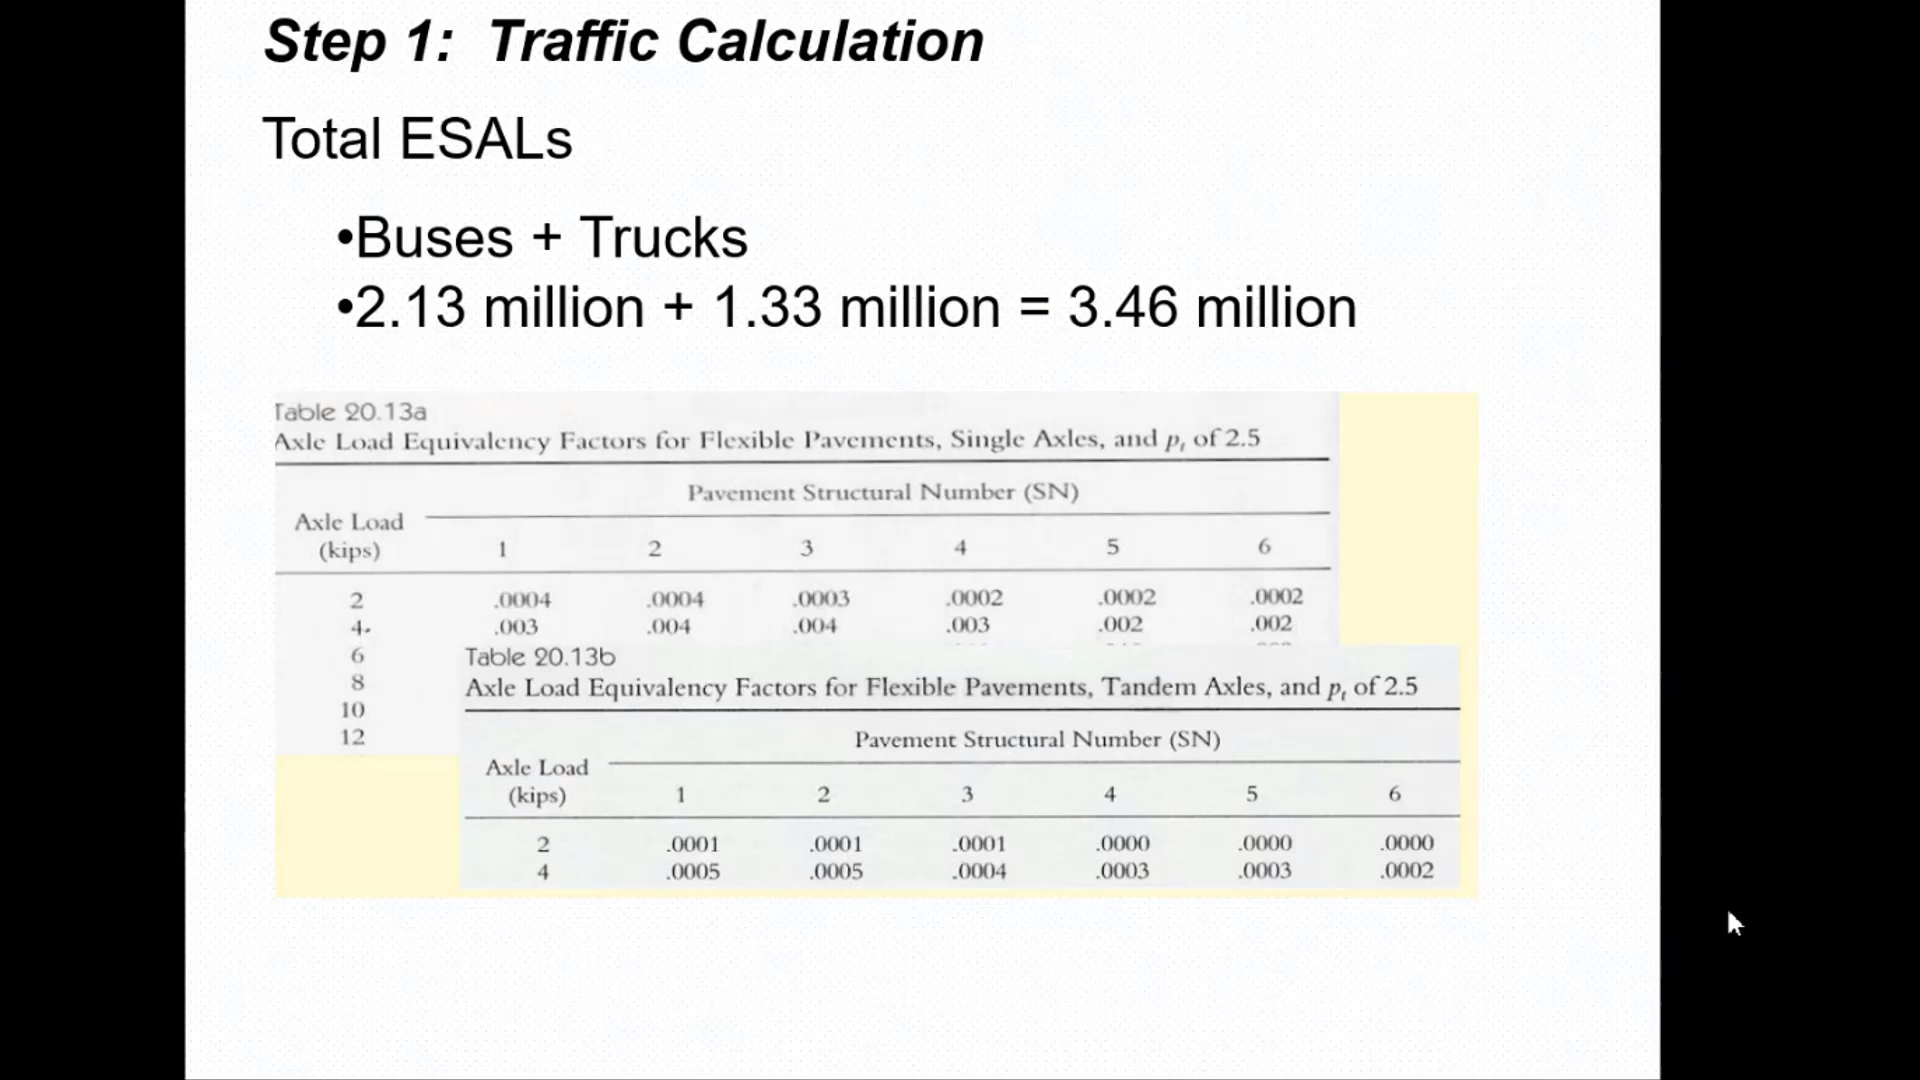 Step 1: Traffic Calculation
Total ESALs
•Buses + Trucks
•2.13 million + 1.33 million = 3.46 million
Table 20.13a
Axle Load Equivalency Factors for Flexible Pavements, Single Axles, and pt of 2.5
Pavement Structural Number (SN)
Axle Load
(kips) 1 2 3 4 5 6
2 .0004 .0004 .0003 .0002 .0002 .0002
4 .003 .004 .004 .003 .002 .002
6
8
10
12
Table 20.13b
Axle Load Equivalency Factors for Flexible Pavements, Tandem Axles, and pt of 2.5
Pavement Structural Number (SN)
Axle Load
(kips) 1 2 3 4 5 6
2 .0001 .0001 .0001 .0000 .0000 .0000
4 .0005 .0005 .0004 .0003 .0003 .0002